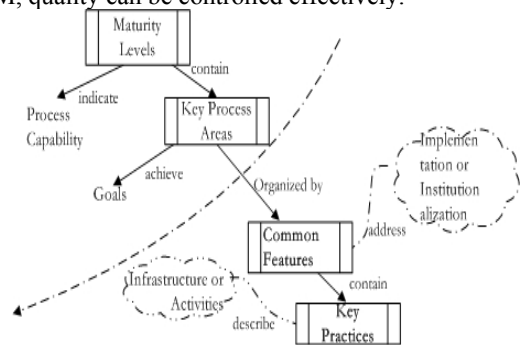 M, quality can be controlled effectively.
Maturity
Levels
contain
indicate
Process
Capability
Key Process
Areas
achieve
Goals
Organized by
Implemen
tation or
Institution
alization
address
Common
Features
Infrastructure or
Activities
contain
describe
Key
Practices